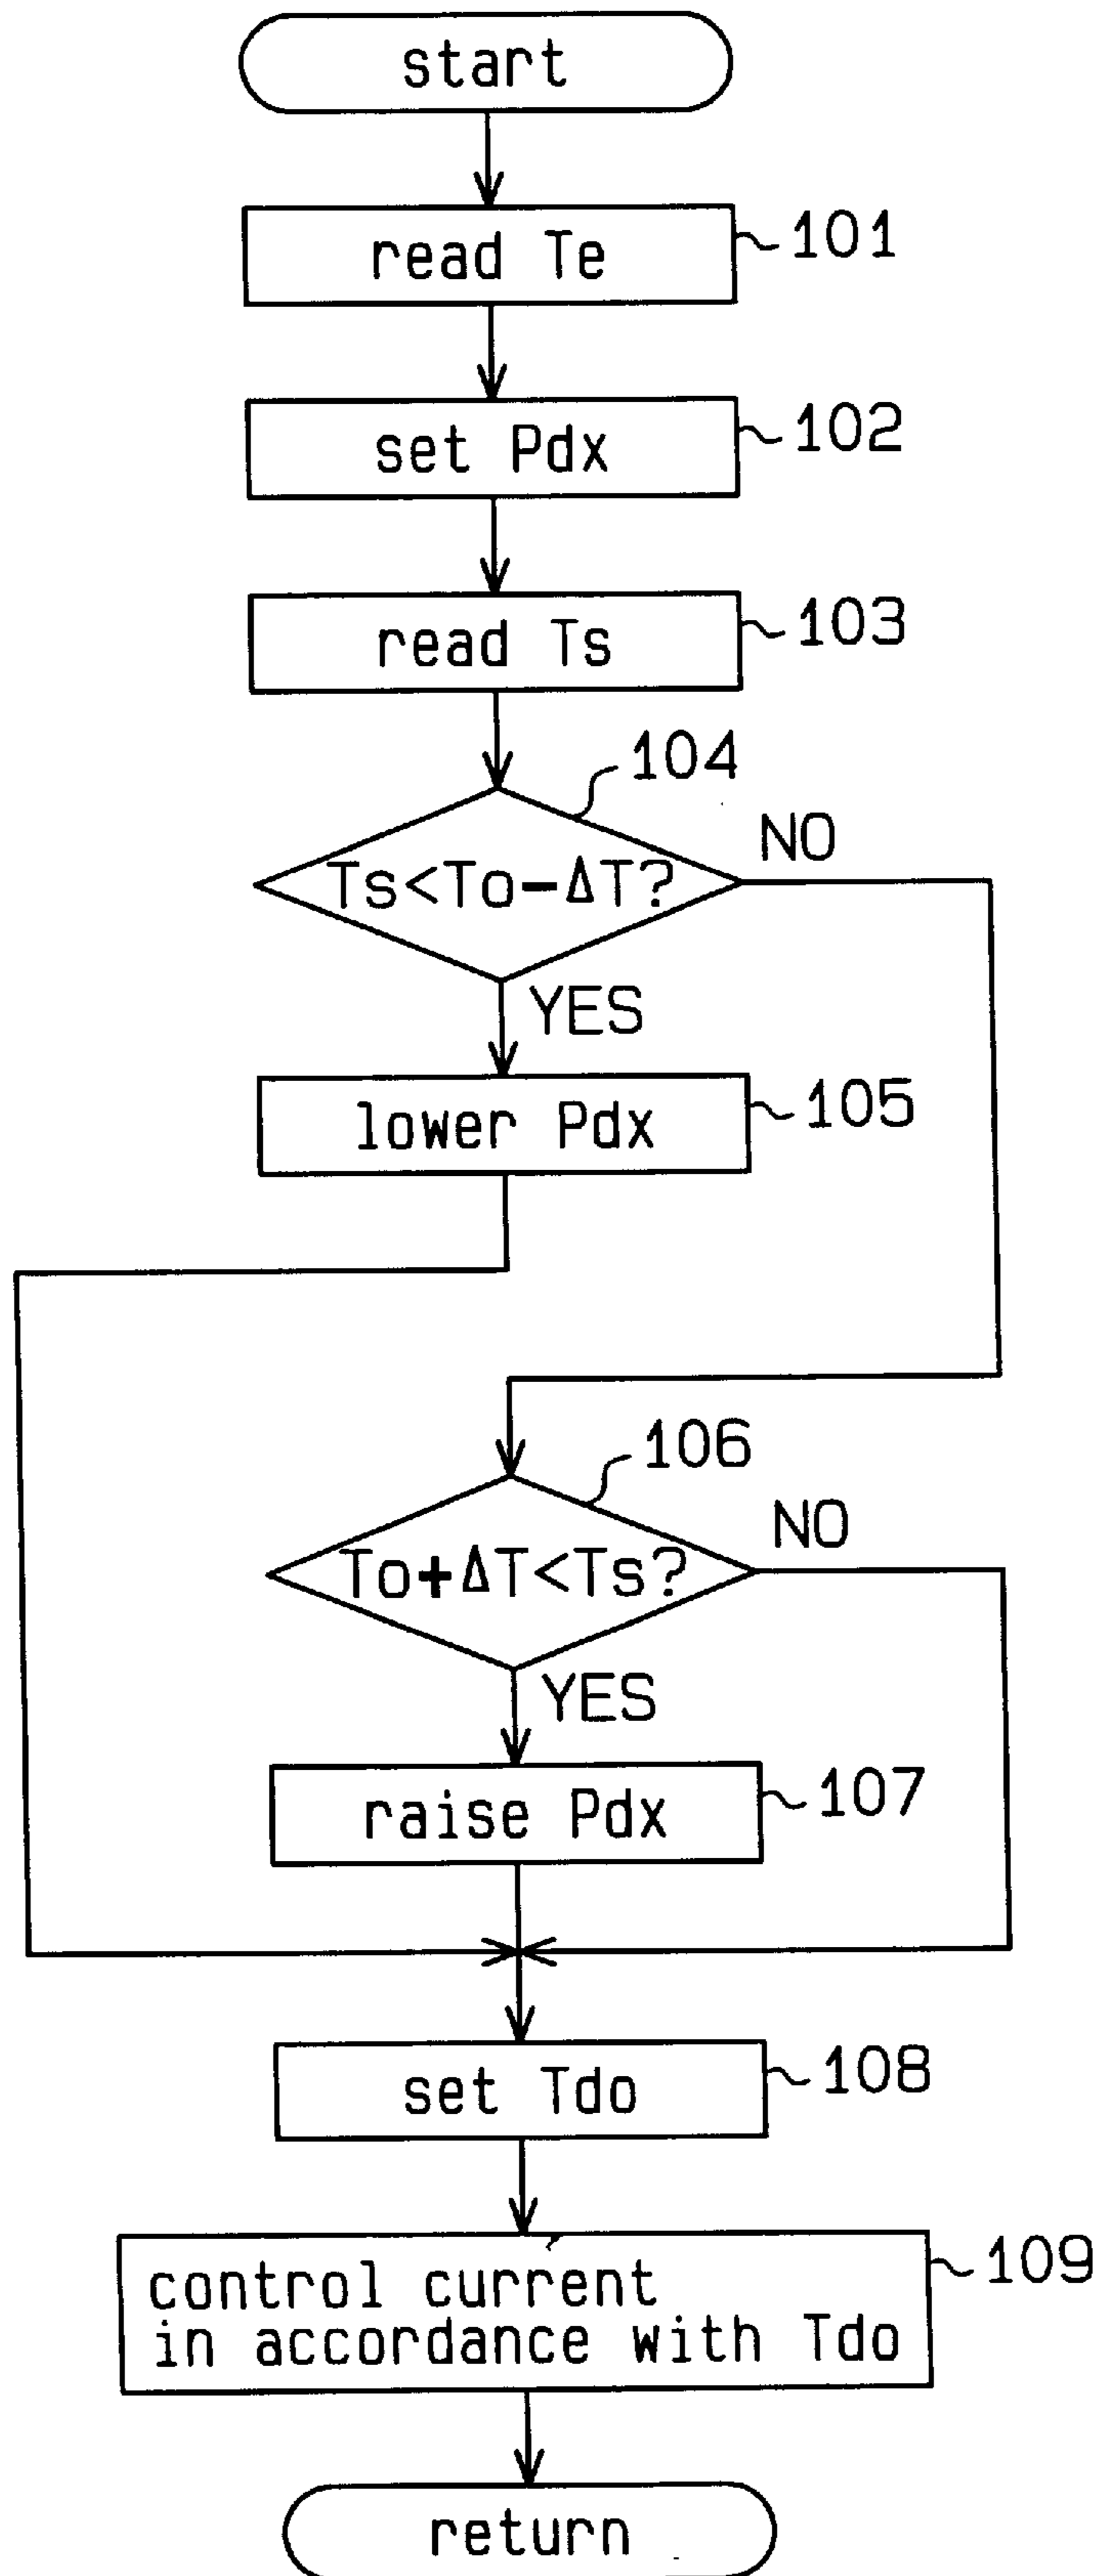 start
read Te
101
set Pdx
102
read Ts
103
104
Ts<To-ΔT?
NO
YES
lower Pdx
105
106
To+ΔT<Ts?
NO
YES
raise Pdx
107
set Tdo
108
control current
in accordance with Tdo
109
return